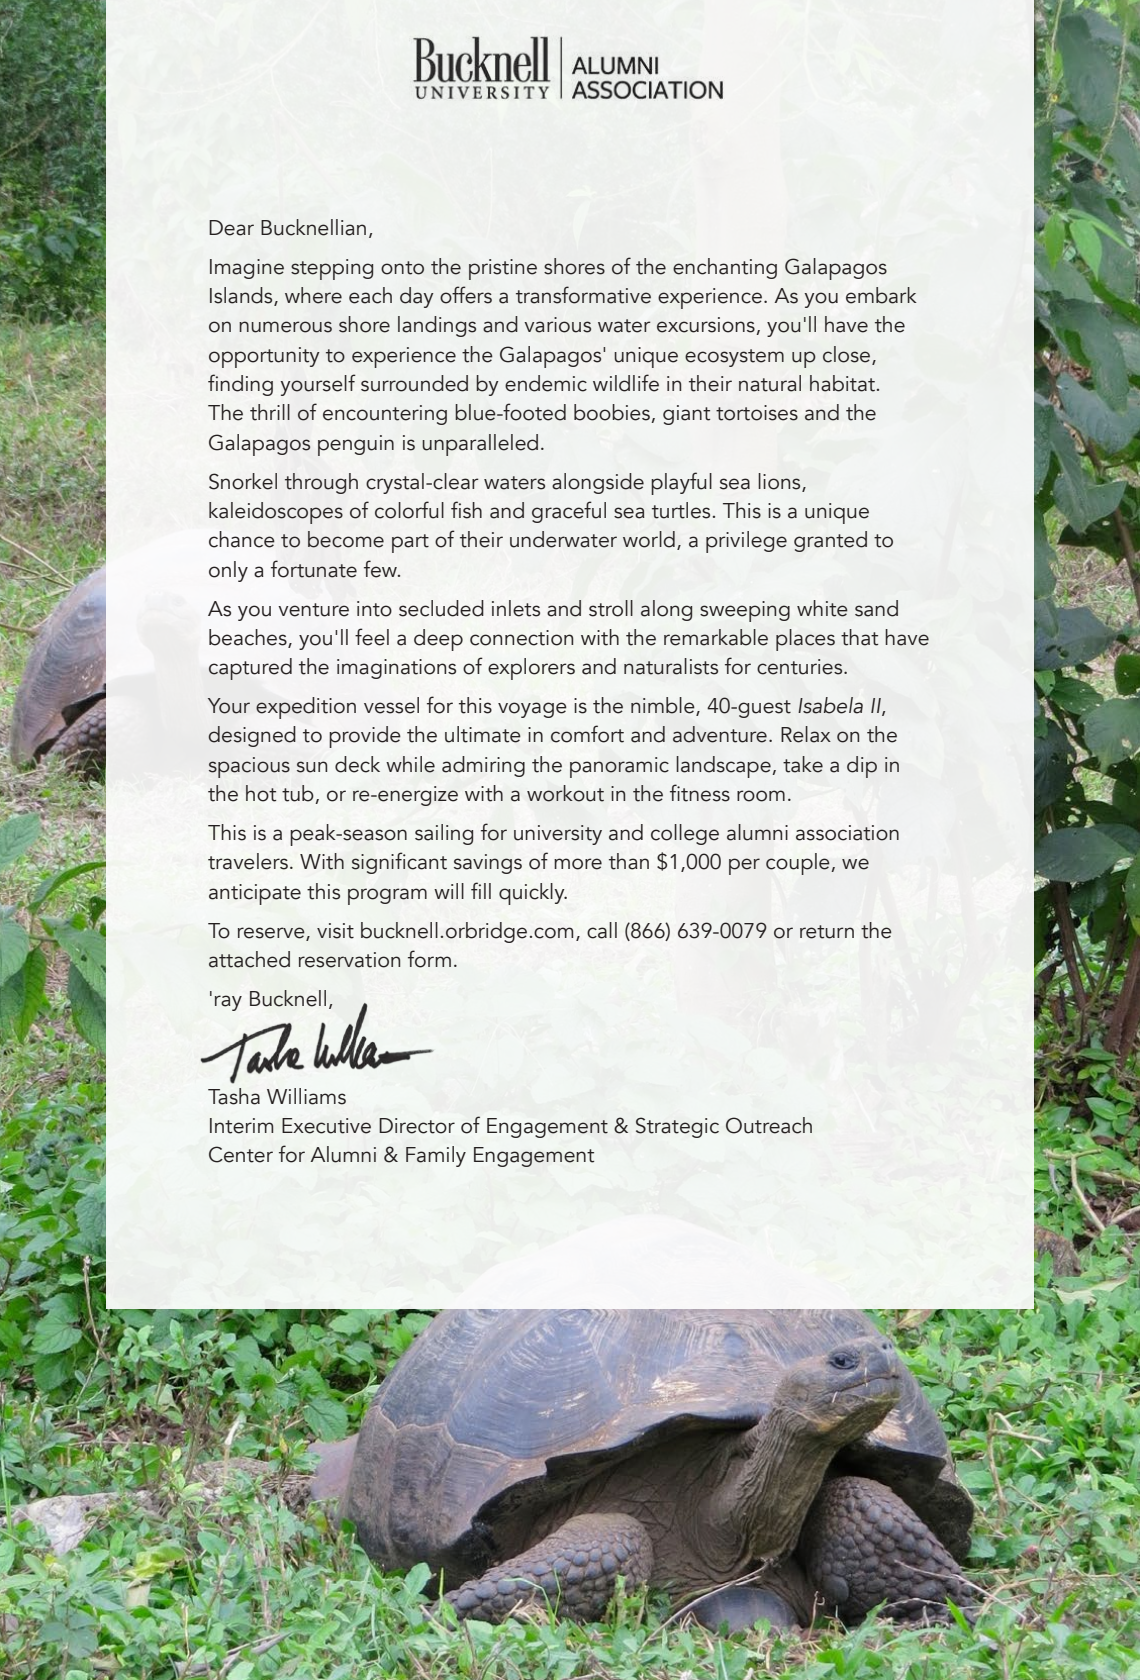 Bucknell
UNIVERSITY
ALUMNI
ASSOCIATION
Dear Bucknellian,
Imagine stepping onto the pristine shores of the enchanting Galapagos
Islands, where each day offers a transformative experience. As you embark
on numerous shore landings and various water excursions, you'll have the
opportunity to experience the Galapagos' unique ecosystem up close,
finding yourself surrounded by endemic wildlife in their natural habitat.
The thrill of encountering blue-footed boobies, giant tortoises and the
Galapagos penguin is unparalleled.
Snorkel through crystal-clear waters alongside playful sea lions,
kaleidoscopes of colorful fish and graceful sea turtles. This is a unique
chance to become part of their underwater world, a privilege granted to
only a fortunate few.
As you venture into secluded inlets and stroll along sweeping white sand
beaches, you'll feel a deep connection with the remarkable places that have
captured the imaginations of explorers and naturalists for centuries.
Your expedition vessel for this voyage is the nimble, 40-guest Isabela II,
designed to provide the ultimate in comfort and adventure. Relax on the
spacious sun deck while admiring the panoramic landscape, take a dip in
the hot tub, or re-energize with a workout in the fitness room.
This is a peak-season sailing for university and college alumni association
travelers. With significant savings of more than $1,000 per couple, we
anticipate this program will fill quickly.
To reserve, visit bucknell.orbridge.com, call (866) 639-0079 or return the
attached reservation form.
'ray Bucknell,
Tasha Williams
Tasha Williams
Interim Executive Director of Engagement & Strategic Outreach
Center for Alumni & Family Engagement